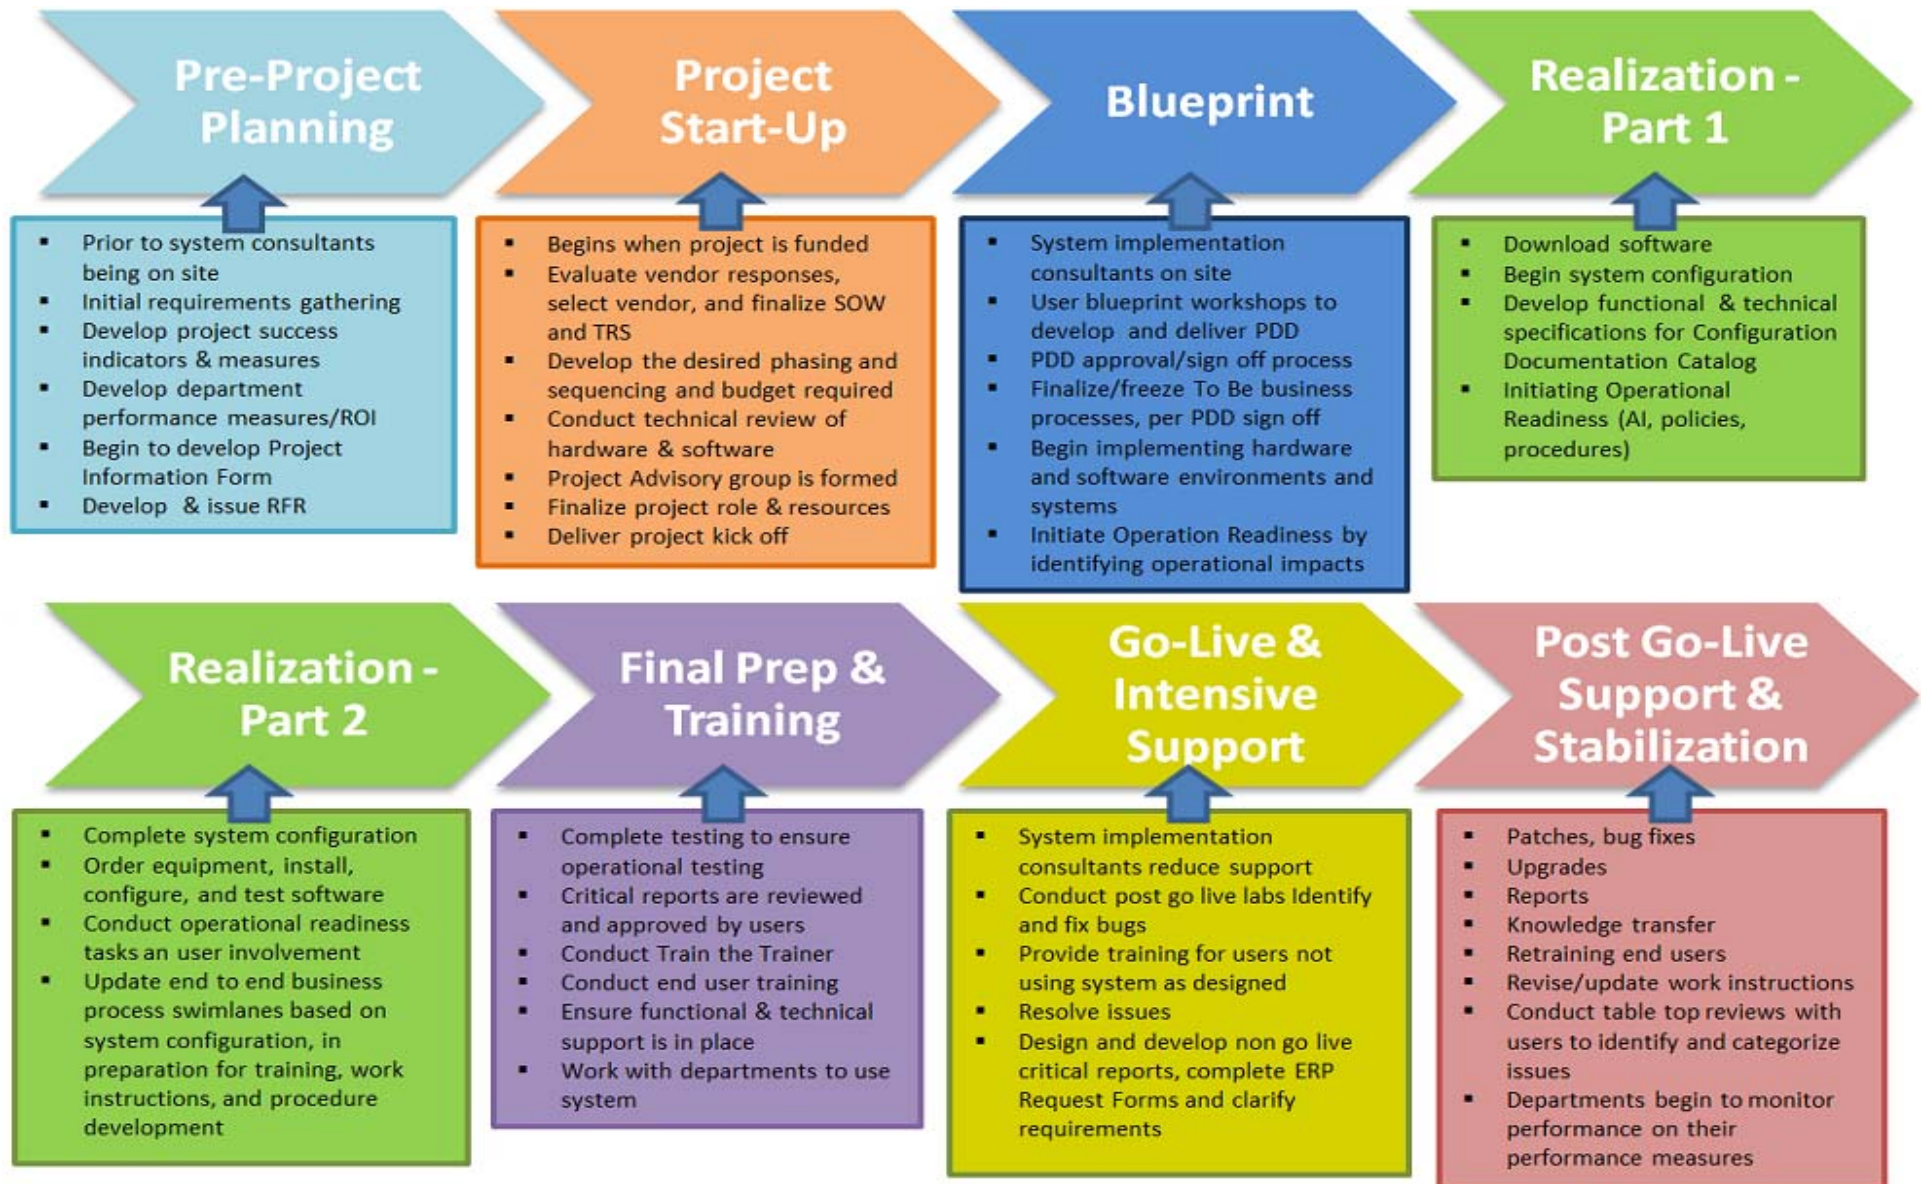 Pre-Project
Planning
▪ Prior to system consultants
being on site
▪ Initial requirements gathering
▪ Develop project success
indicators & measures
▪ Develop department
performance measures/ROI
▪ Begin to develop Project
Information Form
▪ Develop & issue RFR
Project
Start-Up
▪ Begins when project is funded
▪ Evaluate vendor responses,
select vendor, and finalize SOW
and TRS
▪ Develop the desired phasing and
sequencing and budget required
▪ Conduct technical review of
hardware & software
▪ Project Advisory group is formed
▪ Finalize project role & resources
▪ Deliver project kick off
Blueprint
▪ System implementation
consultants on site
▪ User blueprint workshops to
develop and deliver PDD
▪ PDD approval/sign off process
▪ Finalize/freeze To Be business
processes, per PDD sign off
▪ Begin implementing hardware
and software environments and
systems
▪ Initiate Operation Readiness by
identifying operational impacts
Realization -
Part 1
▪ Download software
▪ Begin system configuration
▪ Develop functional & technical
specifications for Configuration
Documentation Catalog
▪ Initiating Operational
Readiness (AI, policies,
procedures)
Realization -
Part 2
▪ Complete system configuration
▪ Order equipment, install,
configure, and test software
▪ Conduct operational readiness
tasks an user involvement
▪ Update end to end business
process swimlanes based on
system configuration, in
preparation for training, work
instructions, and procedure
development
Final Prep &
Training
▪ Complete testing to ensure
operational testing
▪ Critical reports are reviewed
and approved by users
▪ Conduct Train the Trainer
▪ Conduct end user training
▪ Ensure functional & technical
support is in place
▪ Work with departments to use
system
Go-Live &
Intensive
Support
▪ System implementation
consultants reduce support
▪ Conduct post go live labs Identify
and fix bugs
▪ Provide training for users not
using system as designed
▪ Resolve issues
▪ Design and develop non go live
critical reports, complete ERP
Request Forms and clarify
requirements
Post Go-Live
Support &
Stabilization
▪ Patches, bug fixes
▪ Upgrades
▪ Reports
▪ Knowledge transfer
▪ Retraining end users
▪ Revise/update work instructions
▪ Conduct table top reviews with
users to identify and categorize
issues
▪ Departments begin to monitor
performance on their
performance measures